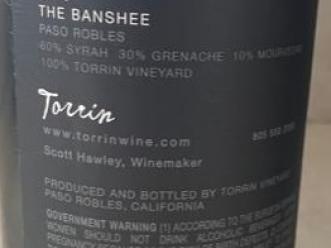 THE BANSHEE
PASO ROBLES
60% SYRAH 30% GRENACHE 10% MOURVEDRE
100% TORRIN VINEYARD
Torrin
www.torrinwine.com
805
Scott Hawley, Winemaker
PRODUCED AND BOTTLED BY TORRIN VINEYARD
PASO ROBLES, CALIFORNIA
GOVERNMENT WARNING (1) ACCORDING TO THE SURGEON
WOMEN SHOULD NOT DRINK ALCOHOLIC